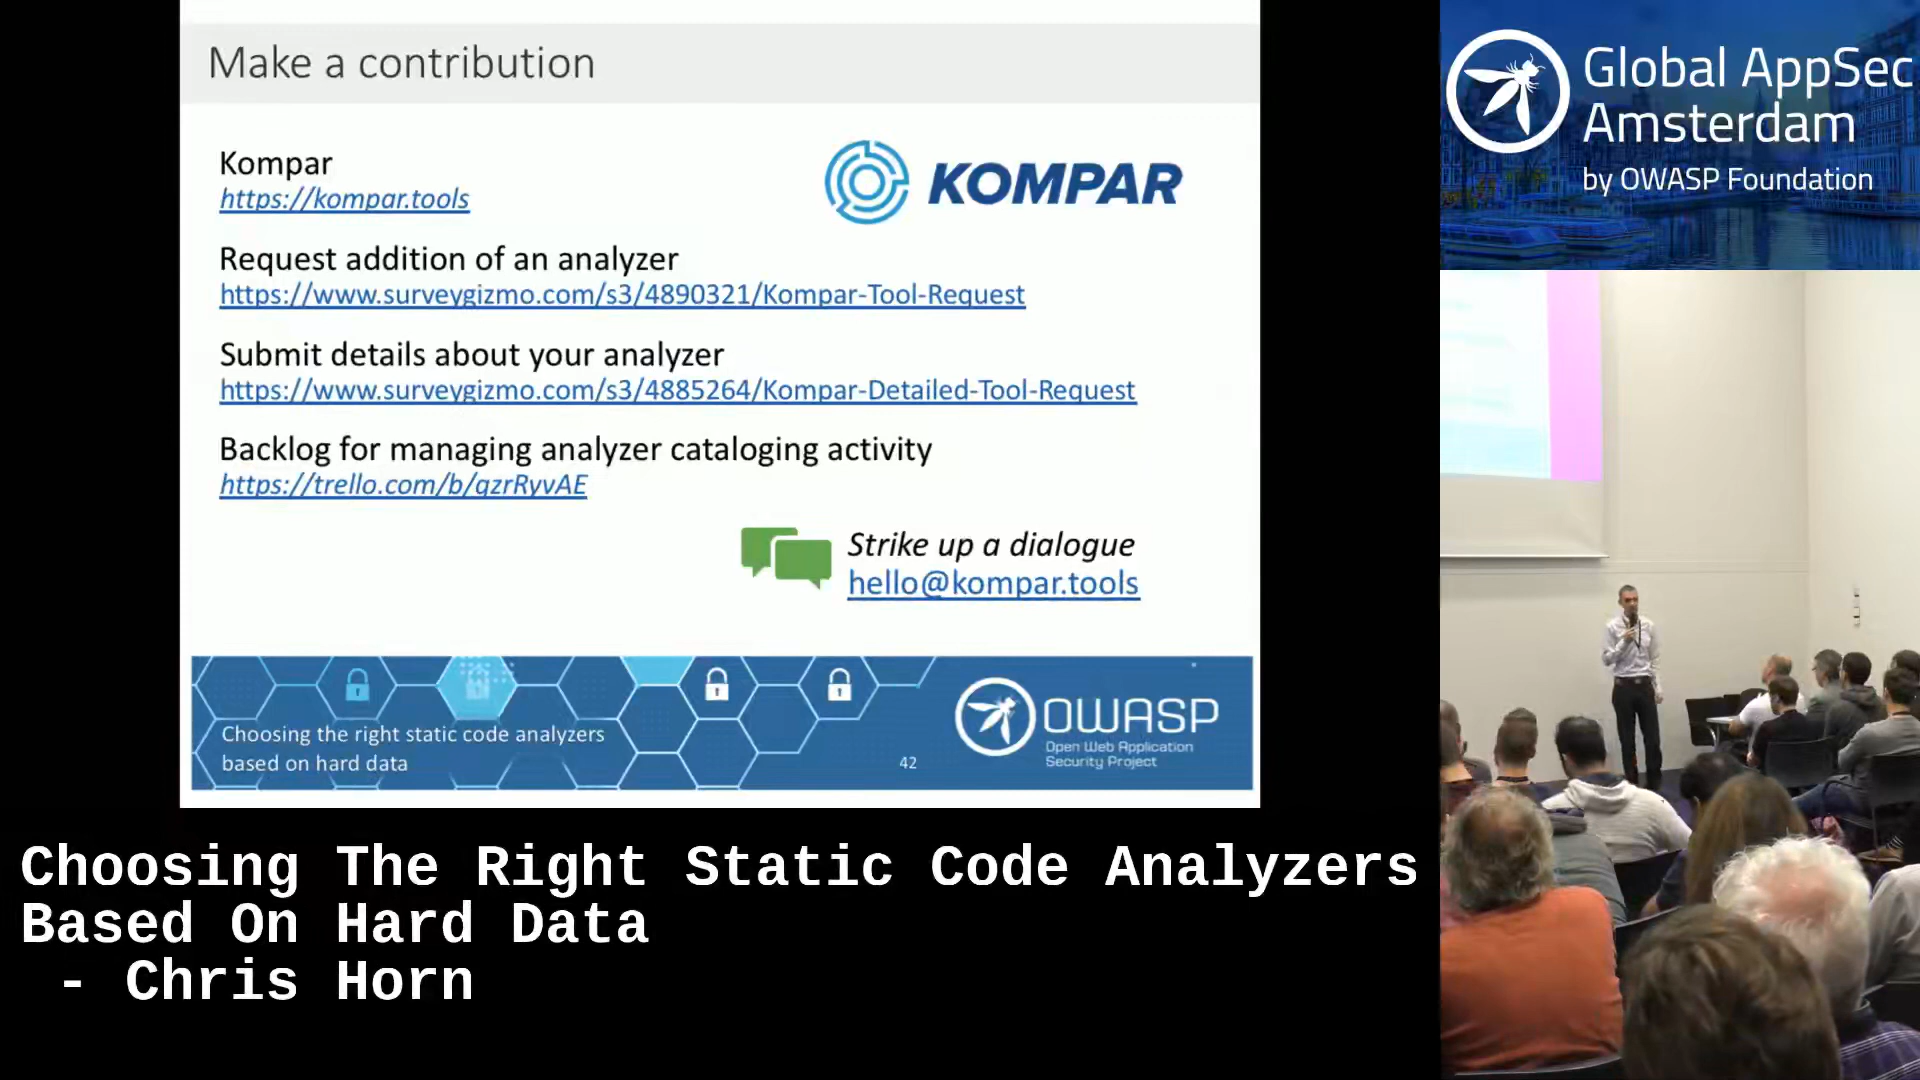 Make a contribution
Kompar
https://kompar.tools
KOMPAR
Request addition of an analyzer
https://www.surveygizmo.com/s3/4890321/Kompar-Tool-Request
Submit details about your analyzer
https://www.surveygizmo.com/s3/4885264/Kompar-Detailed-Tool-Request
Backlog for managing analyzer cataloging activity
https://trello.com/b/qzrRyvAE
Strike up a dialogue
hello@kompar.tools
Choosing the right static code analyzers
based on hard data
42
OWASP
Open Web Application
Security Project
Global AppSec
Amsterdam
by OWASP Foundation
Choosing The Right Static Code Analyzers
Based On Hard Data
- Chris Horn